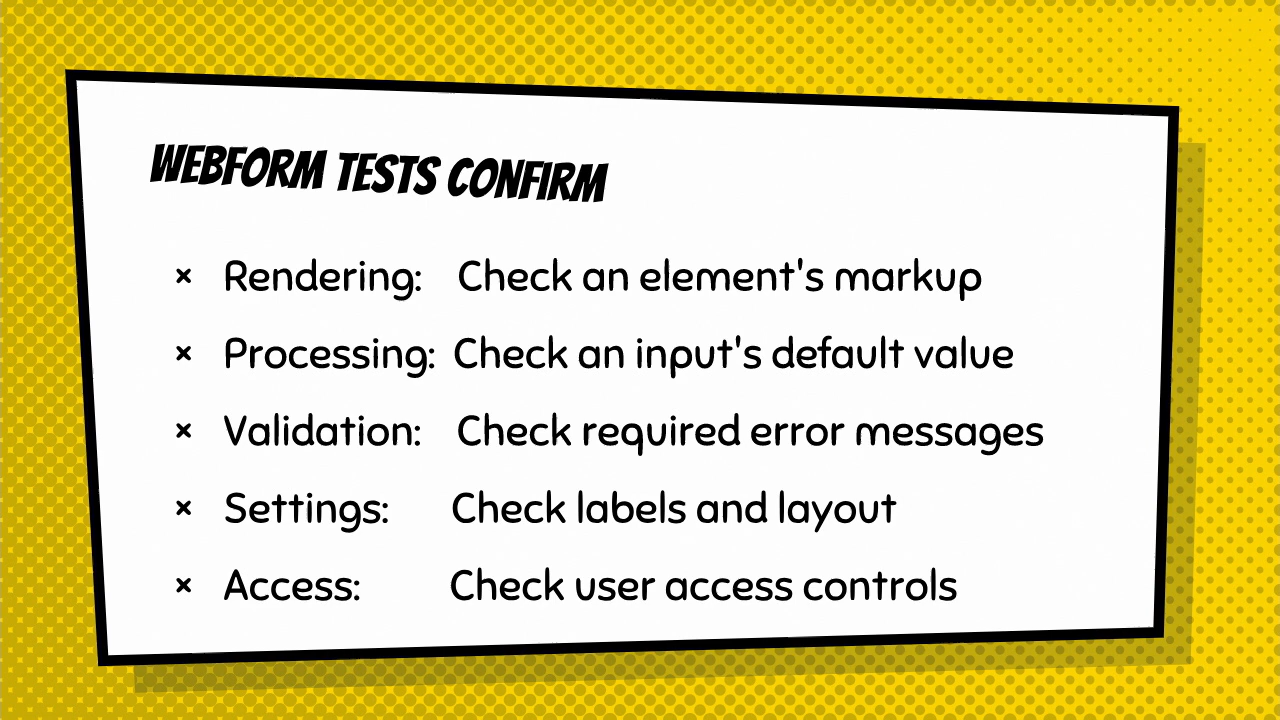 WEBFORM TESTS CONFIRM
× Rendering: Check an element's markup
× Processing: Check an input's default value
× Validation: Check required error messages
× Settings: Check labels and layout
× Access: Check user access controls